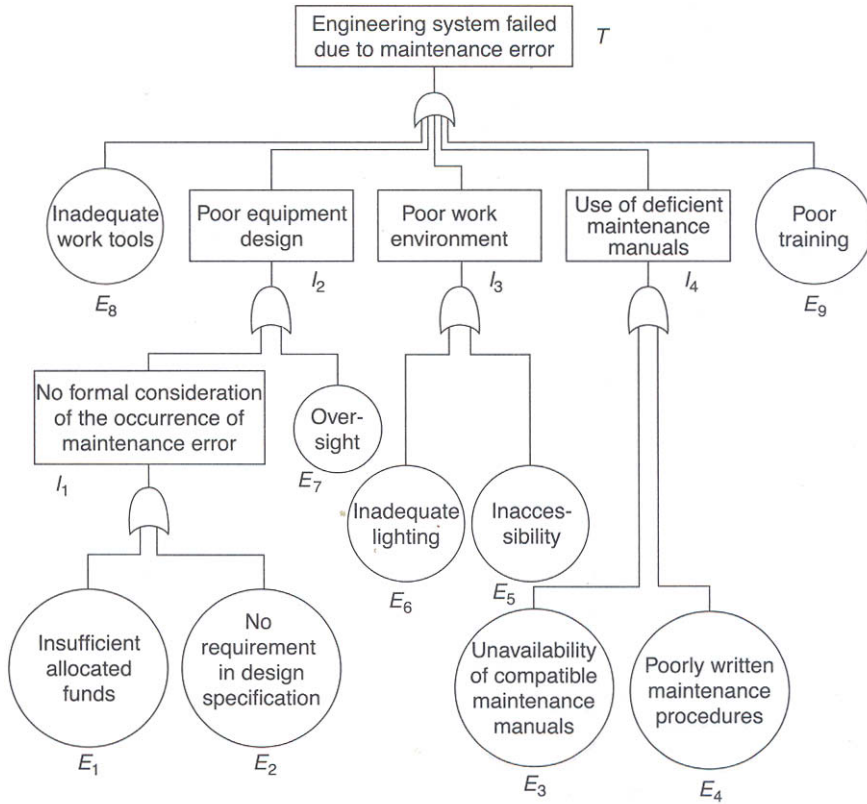 Engineering system failed
due to maintenance error
T
Inadequate
work tools
E8
Poor equipment
design
I2
Poor work
environment
I3
Use of deficient
maintenance
manuals
I4
Poor
training
E9
No formal consideration
of the occurrence of
maintenance error
I1
Over-
sight
E7
Inadequate
lighting
E6
Inacces-
sibility
E5
Insufficient
allocated
funds
E1
No
requirement
in design
specification
E2
Unavailability
of compatible
maintenance
manuals
E3
Poorly written
maintenance
procedures
E4